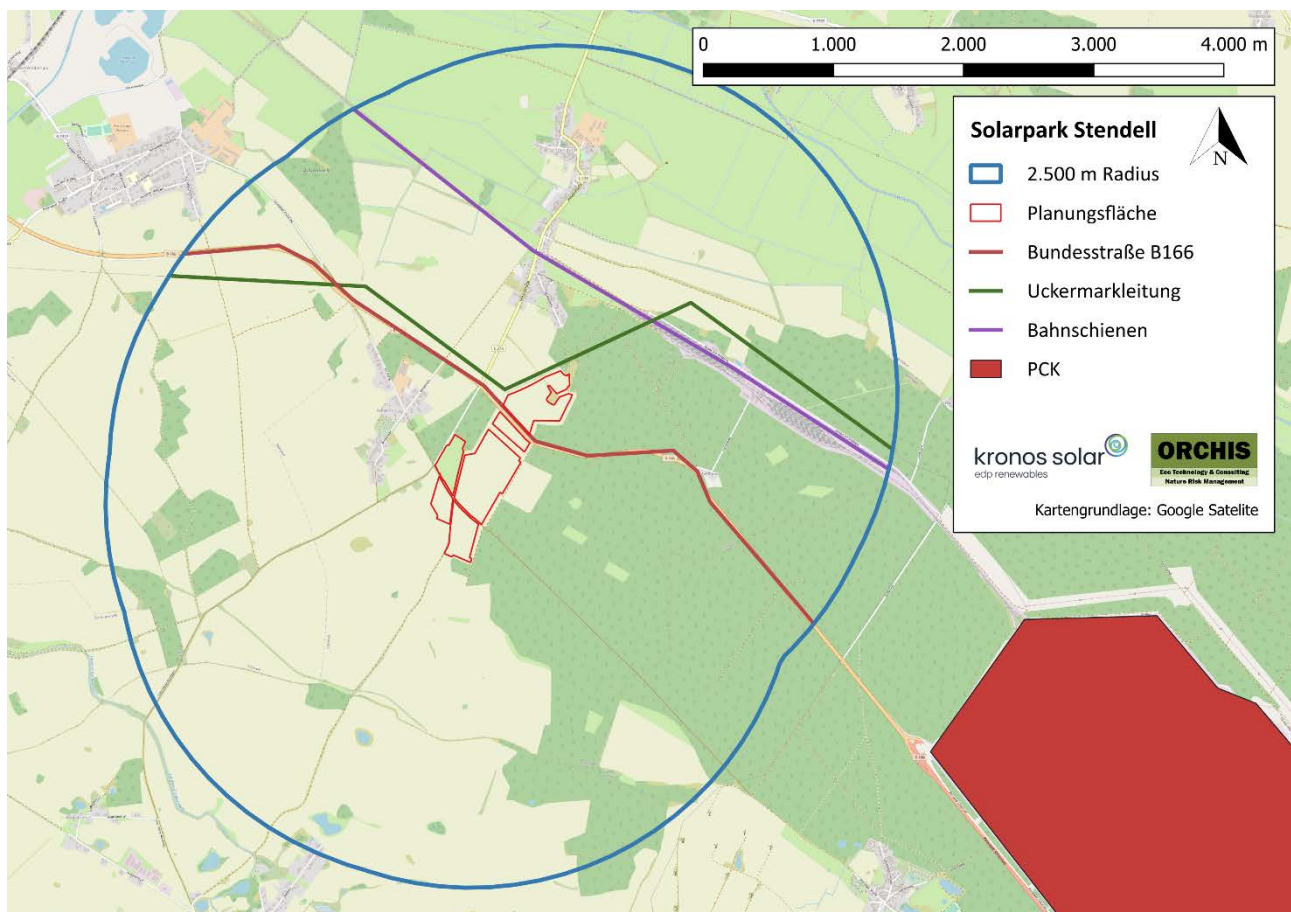 0 1.000 2.000 3.000 4.000 m
Solarpark Stendell
N
2.500 m Radius
Planungsfläche
Bundesstraße B166
Uckermarkleitung
Bahnschienen
PCK
kronos solar
edp renewables
ORCHIS
Eco Technology & Consulting
Nature Risk Management
Kartengrundlage: Google Satelite